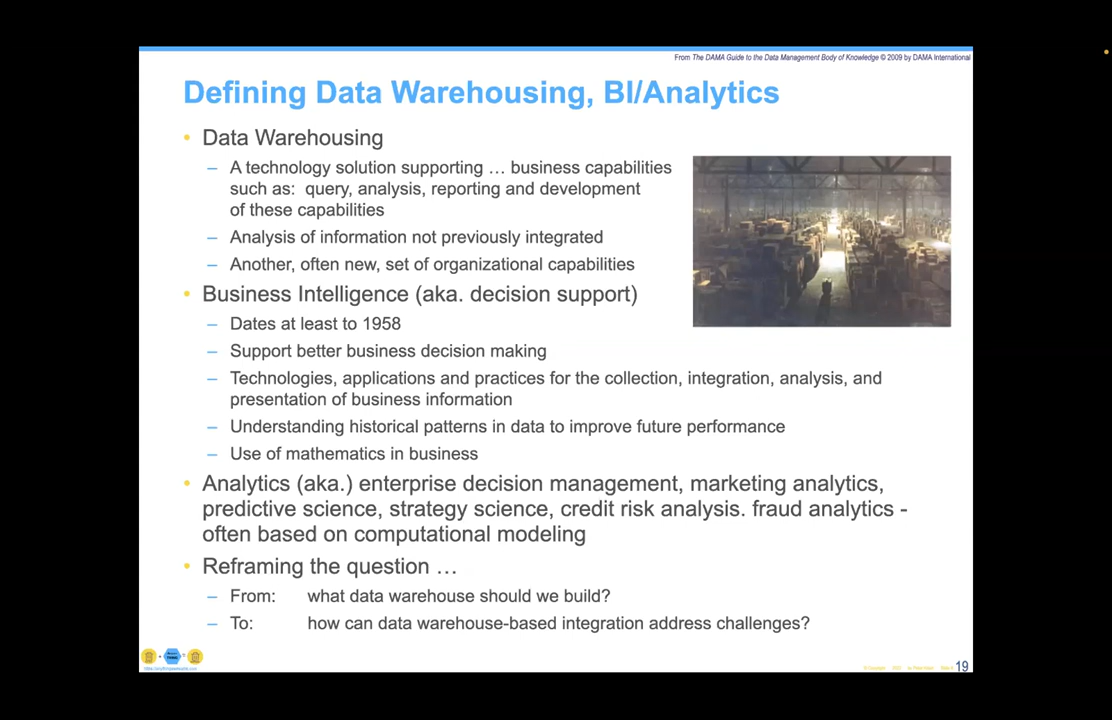 From The DAMA Guide to the Data Management Body of Knowledge © 2009 by DAMA International
Defining Data Warehousing, BI/Analytics
• Data Warehousing
– A technology solution supporting … business capabilities
such as: query, analysis, reporting and development
of these capabilities
– Analysis of information not previously integrated
– Another, often new, set of organizational capabilities
• Business Intelligence (aka. decision support)
– Dates at least to 1958
– Support better business decision making
– Technologies, applications and practices for the collection, integration, analysis, and
presentation of business information
– Understanding historical patterns in data to improve future performance
– Use of mathematics in business
• Analytics (aka.) enterprise decision management, marketing analytics,
predictive science, strategy science, credit risk analysis. fraud analytics -
often based on computational modeling
• Reframing the question …
– From: what data warehouse should we build?
– To: how can data warehouse-based integration address challenges?
19